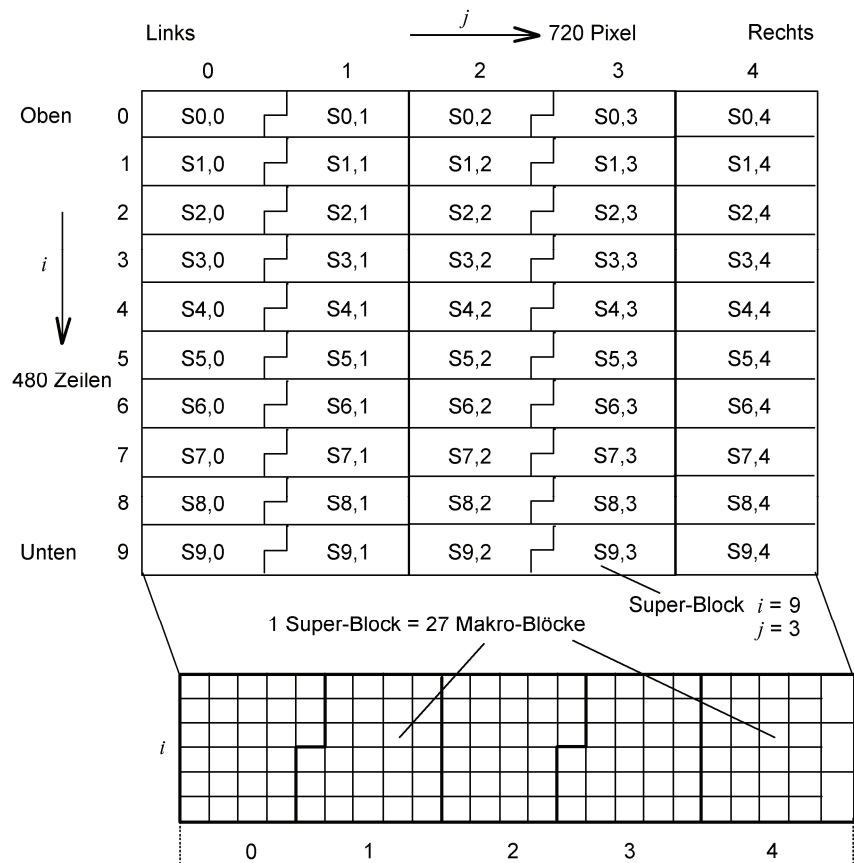 Links j 720 Pixel Rechts
0 1 2 3 4
Oben 0 S0,0 S0,1 S0,2 S0,3 S0,4
1 S1,0 S1,1 S1,2 S1,3 S1,4
2 S2,0 S2,1 S2,2 S2,3 S2,4
i 3 S3,0 S3,1 S3,2 S3,3 S3,4
4 S4,0 S4,1 S4,2 S4,3 S4,4
5 S5,0 S5,1 S5,2 S5,3 S5,4
480 Zeilen
6 S6,0 S6,1 S6,2 S6,3 S6,4
7 S7,0 S7,1 S7,2 S7,3 S7,4
8 S8,0 S8,1 S8,2 S8,3 S8,4
Unten 9 S9,0 S9,1 S9,2 S9,3 S9,4
Super-Block i = 9
j = 3
1 Super-Block = 27 Makro-Blöcke
i
0 1 2 3 4